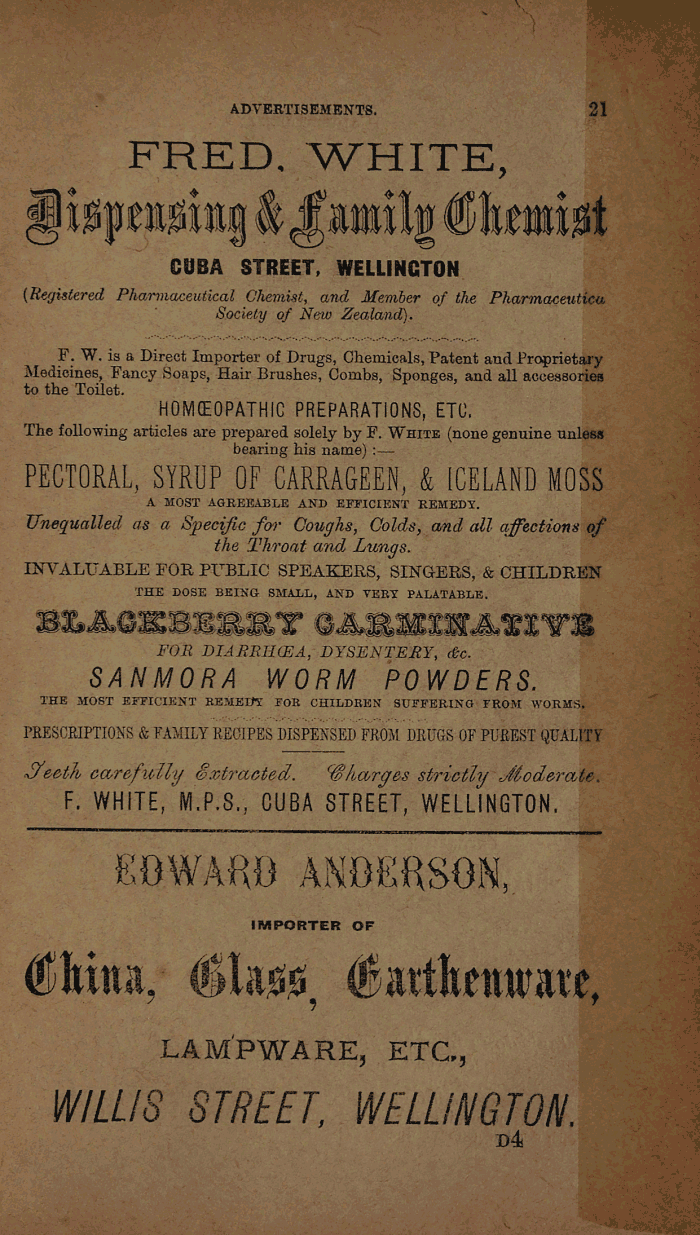 ADVERTISEMENTS. 21
FRED. WHITE,
Dispensing & Family Chemist
CUBA STREET, WELLINGTON
(Registered Pharmaceutical Chemist, and Member of the Pharmaceutica
Society of New Zealand).
F. W. is a Direct Importer of Drugs, Chemicals, Patent and Proprietary
Medicines, Fancy Soaps, Hair Brushes, Combs, Sponges, and all accessories
to the Toilet.
HOMŒOPATHIC PREPARATIONS, ETC.
The following articles are prepared solely by F. WHITE (none genuine unless
bearing his name) :—
PECTORAL, SYRUP OF CARRAGEEN, & ICELAND MOSS
A MOST AGREEABLE AND EFFICIENT REMEDY.
Unequalled as a Specific for Coughs, Colds, and all affections of
the Throat and Lungs.
INVALUABLE FOR PUBLIC SPEAKERS, SINGERS, & CHILDREN
THE DOSE BEING SMALL, AND VERY PALATABLE.
BLACKBERRY CARMINATIVE
FOR DIARRHŒA, DYSENTERY, &c.
SANMORA WORM POWDERS.
THE MOST EFFICIENT REMEDY FOR CHILDREN SUFFERING FROM WORMS.
PRESCRIPTIONS & FAMILY RECIPES DISPENSED FROM DRUGS OF PUREST QUALITY
Teeth carefully Extracted. Charges strictly Moderate.
F. WHITE, M.P.S., CUBA STREET, WELLINGTON.
EDWARD ANDERSON,
IMPORTER OF
China, Glass, Earthenware,
LAMPWARE, ETC.,
WILLIS STREET, WELLINGTON.
D4